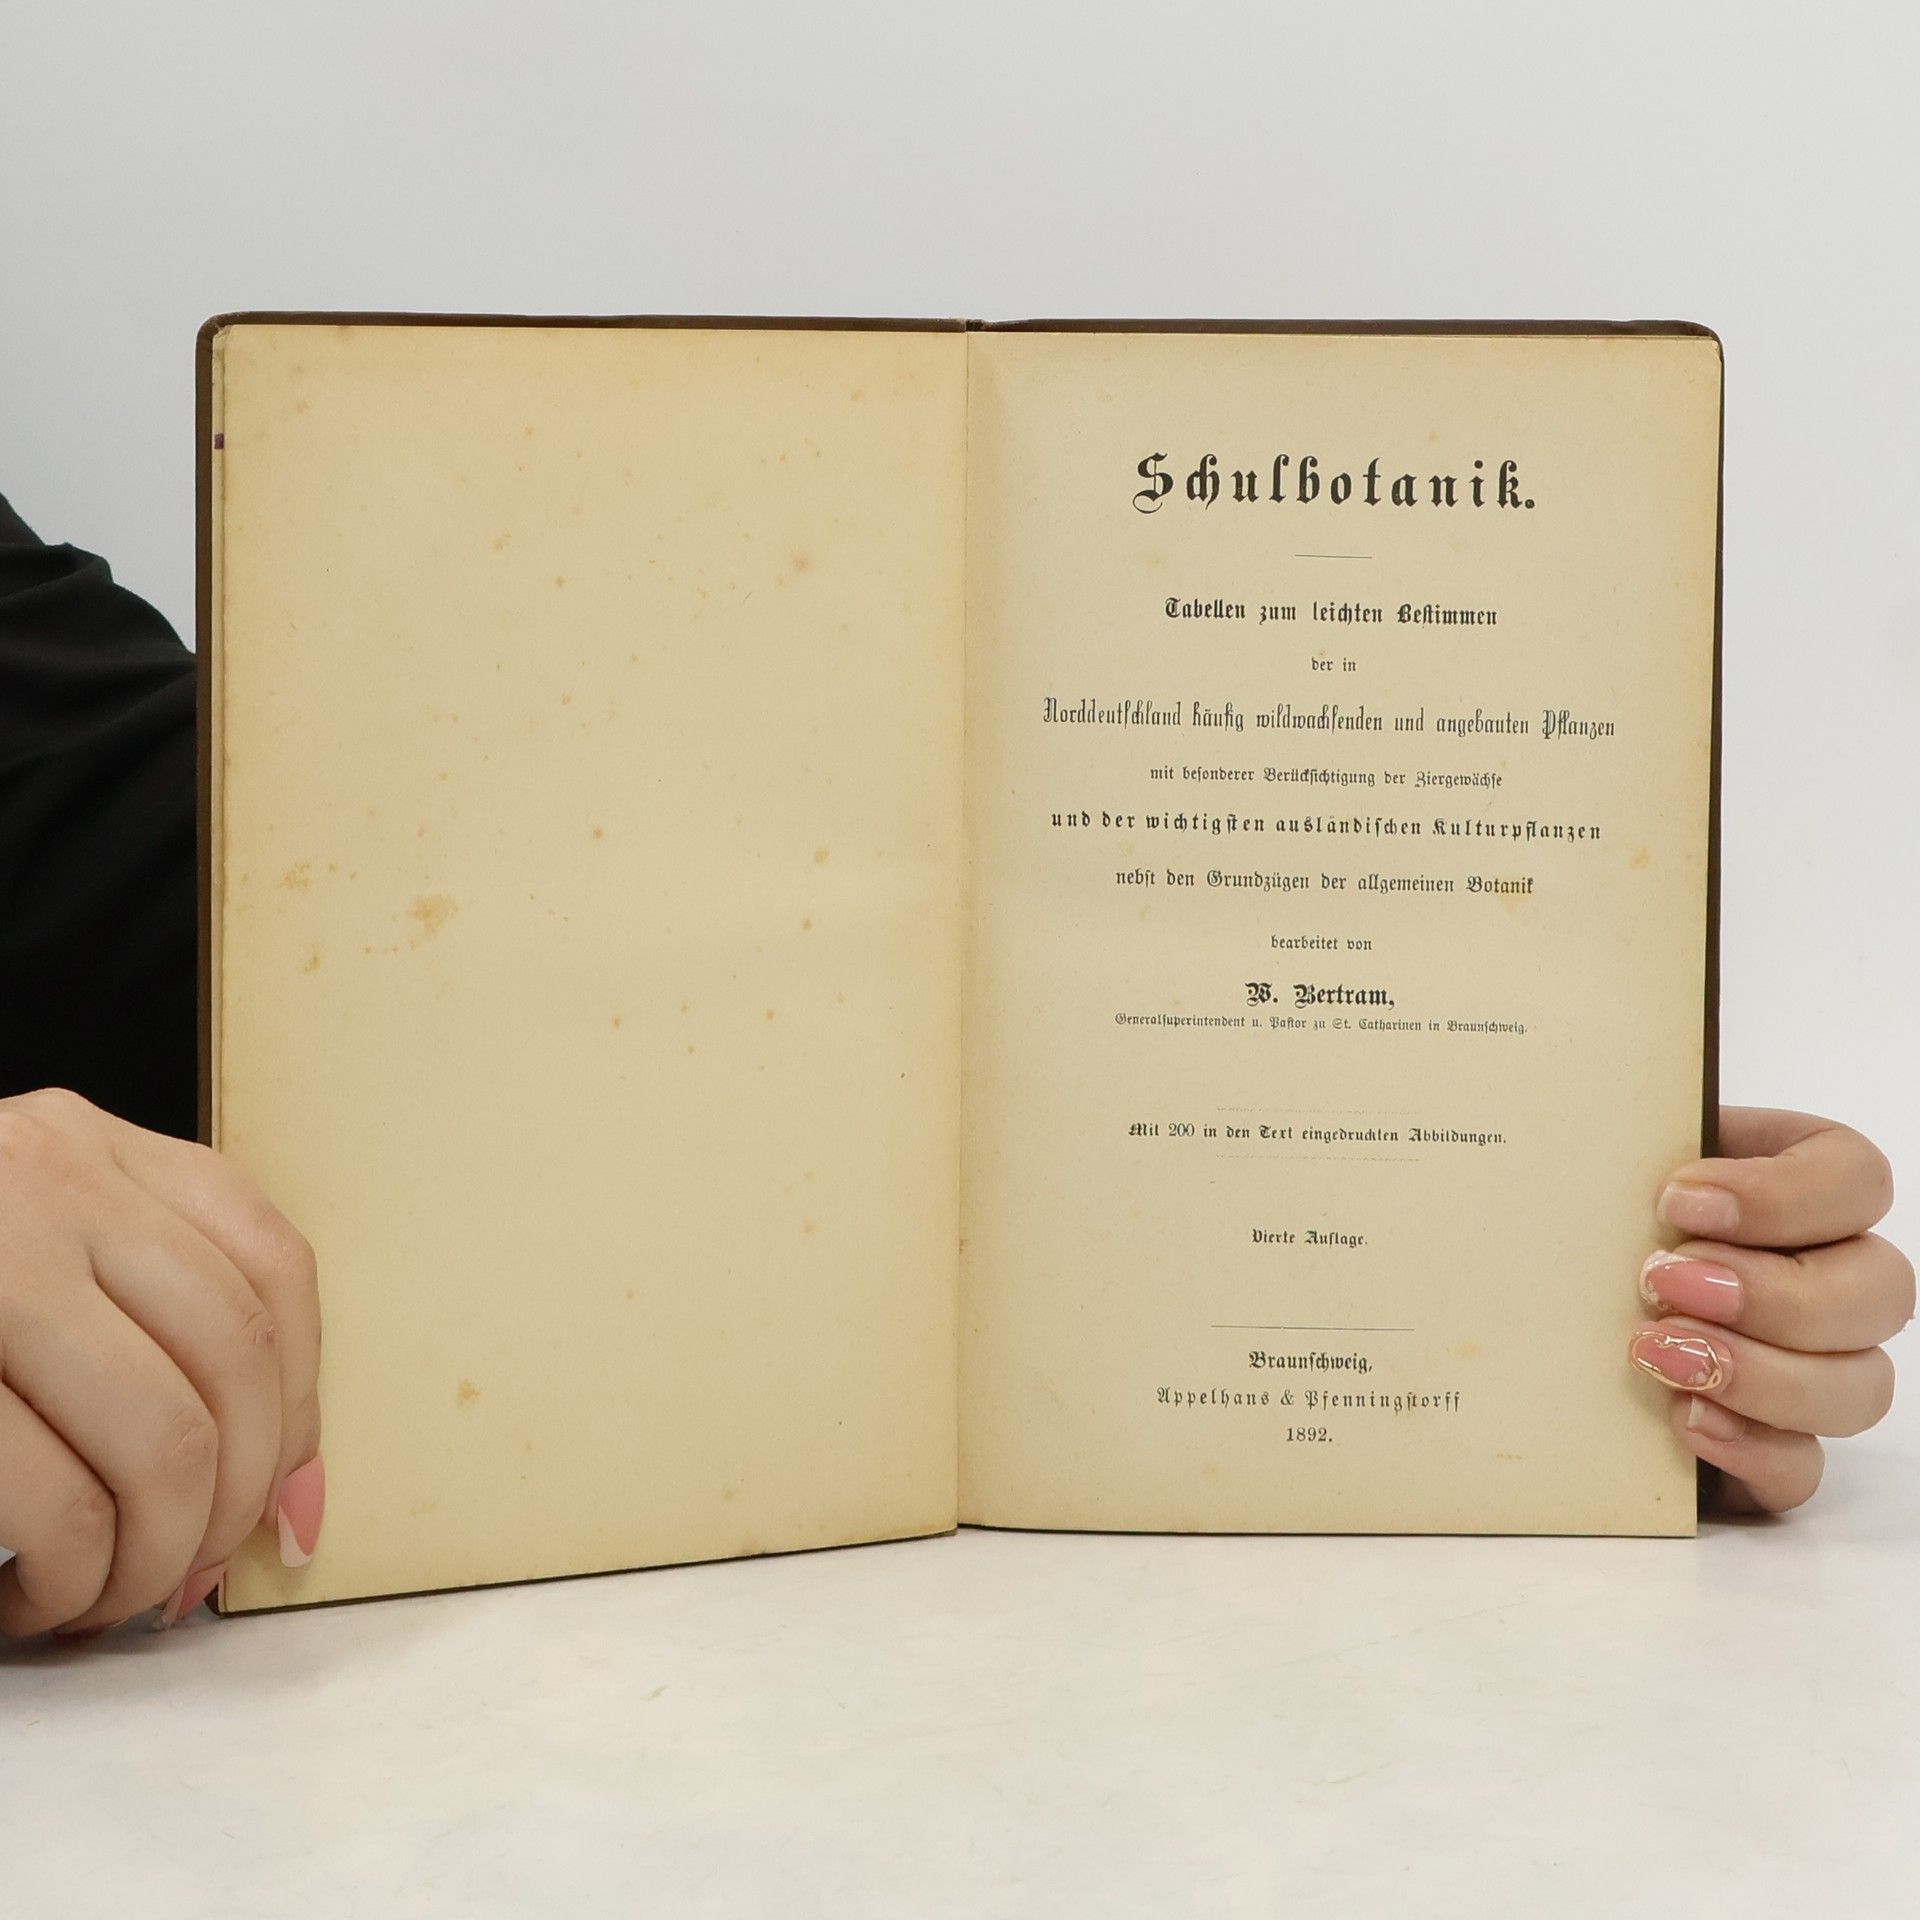 Schulbotanik.
Tabellen zum leichten Bestimmen
der in
Norddeutschland häufig wildwachsenden und angebauten Pflanzen
mit besonderer Berücksichtigung der Ziergewächse
und der wichtigsten ausländischen Kulturpflanzen
nebst den Grundzügen der allgemeinen Botanik
bearbeitet von
W. Bertram,
Generalsuperintendent u. Pastor zu St. Catharinen in Braunschweig.
Mit 200 in den Text eingedruckten Abbildungen.
Vierte Auflage.
Braunschweig,
Appelhans & Pfenningstorff
1892.